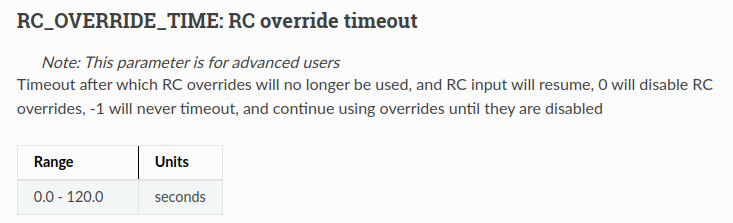 RC_OVERRIDE_TIME: RC override timeout
Note: This parameter is for advanced users
Timeout after which RC overrides will no longer be used, and RC input will resume, 0 will disable RC
overrides, -1 will never timeout, and continue using overrides until they are disabled
Range Units
0.0 - 120.0 seconds